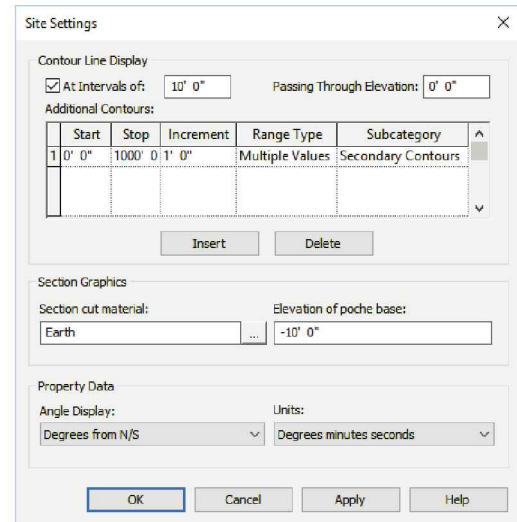 Site Settings
Contour Line Display
At Intervals of: 10' 0" Passing Through Elevation: 0' 0"
Additional Contours:
Start Stop Increment Range Type Subcategory
1 0' 0" 1000' 0 1' 0" Multiple Values Secondary Contours
Insert Delete
Section Graphics
Section cut material: Elevation of poche base:
Earth ... -10' 0"
Property Data
Angle Display: Units:
Degrees from N/S Degrees minutes seconds
OK Cancel Apply Help